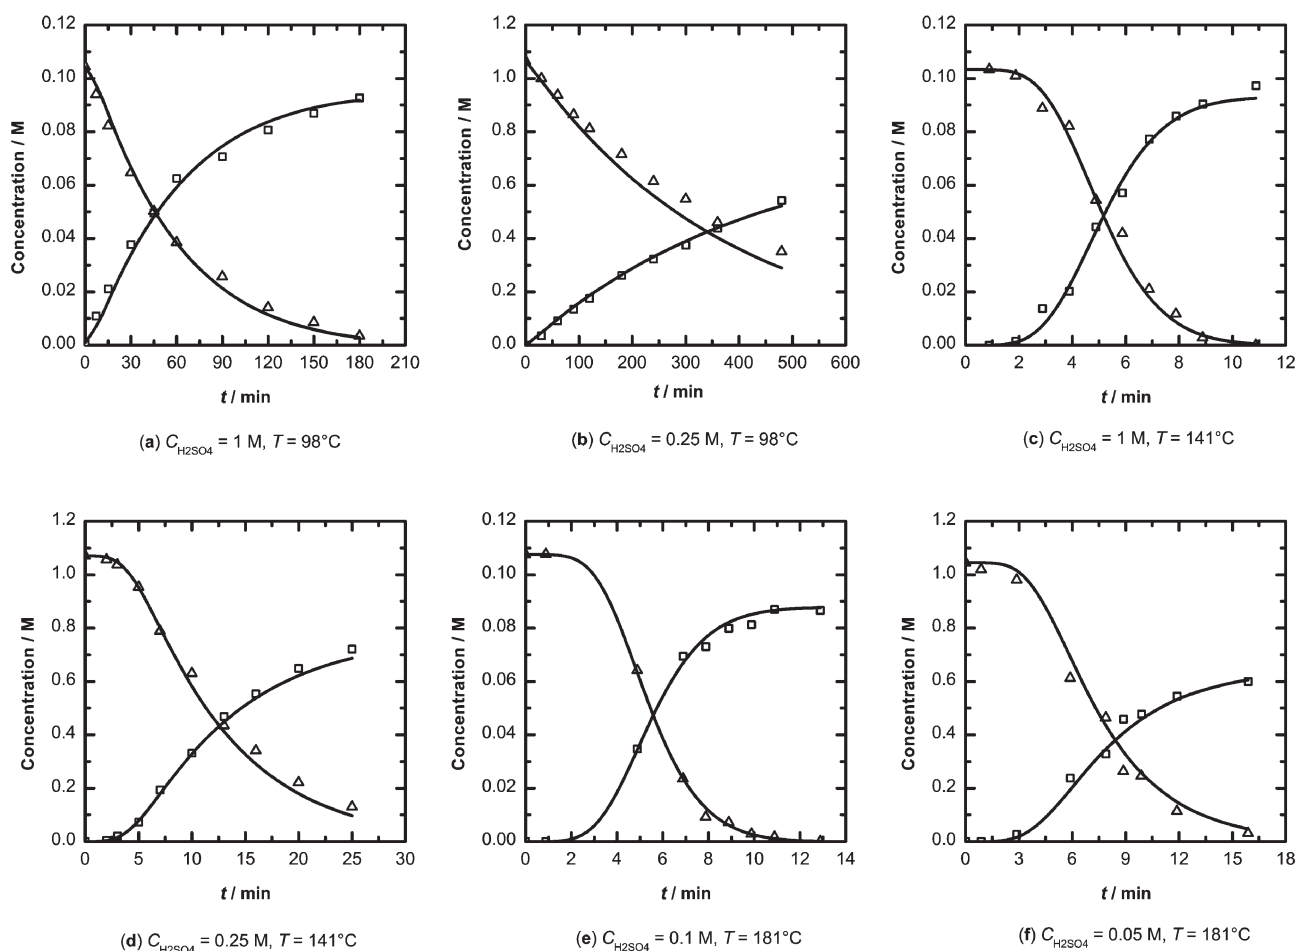 0.12
0.10
0.08
0.06
0.04
0.02
0.00
Concentration / M
0 30 60 90 120 150 180 210
t / min
(a) C_H2SO4 = 1 M, T = 98°C
1.2
1.0
0.8
0.6
0.4
0.2
0.0
Concentration / M
0 100 200 300 400 500 600
t / min
(b) C_H2SO4 = 0.25 M, T = 98°C
0.12
0.10
0.08
0.06
0.04
0.02
0.00
Concentration / M
0 2 4 6 8 10 12
t / min
(c) C_H2SO4 = 1 M, T = 141°C
1.2
1.0
0.8
0.6
0.4
0.2
0.0
Concentration / M
0 5 10 15 20 25 30
t / min
(d) C_H2SO4 = 0.25 M, T = 141°C
0.12
0.10
0.08
0.06
0.04
0.02
0.00
Concentration / M
0 2 4 6 8 10 12 14
t / min
(e) C_H2SO4 = 0.1 M, T = 181°C
1.2
1.0
0.8
0.6
0.4
0.2
0.0
Concentration / M
0 3 6 9 12 15 18
t / min
(f) C_H2SO4 = 0.05 M, T = 181°C